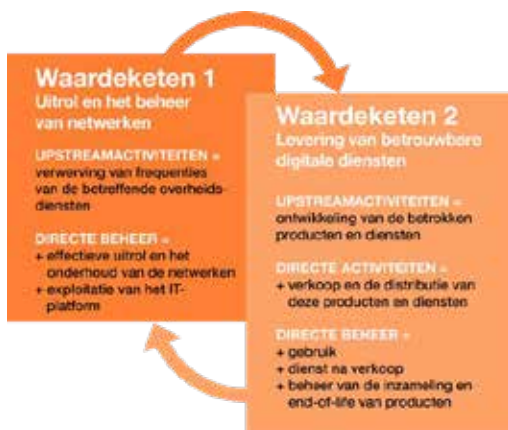 Waardeketen 1
Uitrol en het beheer
van netwerken
UPSTREAMACTIVITEITEN =
verwerving van frequenties
van de betreffende overheids-
diensten
DIRECTE BEHEER =
+ effectieve uitrol en het
onderhoud van de netwerken
+ exploitatie van het IT-
platform
Waardeketen 2
Levering van betrouwbare
digitale diensten
UPSTREAMACTIVITEITEN =
ontwikkeling van de betrokken
producten en diensten
DIRECTE ACTIVITEITEN =
+ verkoop en de distributie van
deze producten en diensten
DIRECTE BEHEER =
+ gebruik
+ dienst na verkoop
+ beheer van de inzameling en
end-of-life van producten